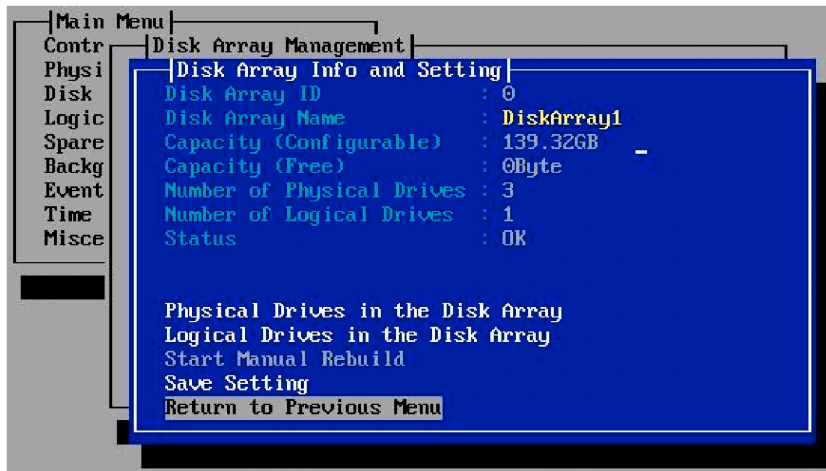 Main Menu
Contr
Disk Array Management
Physi
Disk Array Info and Setting
Disk
Disk Array ID : 0
Logic
Disk Array Name : DiskArray1
Spare
Capacity (Configurable) : 139.32GB
Backg
Capacity (Free) : 0Byte
Event
Number of Physical Drives : 3
Time
Number of Logical Drives : 1
Misce
Status : OK
Physical Drives in the Disk Array
Logical Drives in the Disk Array
Start Manual Rebuild
Save Setting
Return to Previous Menu